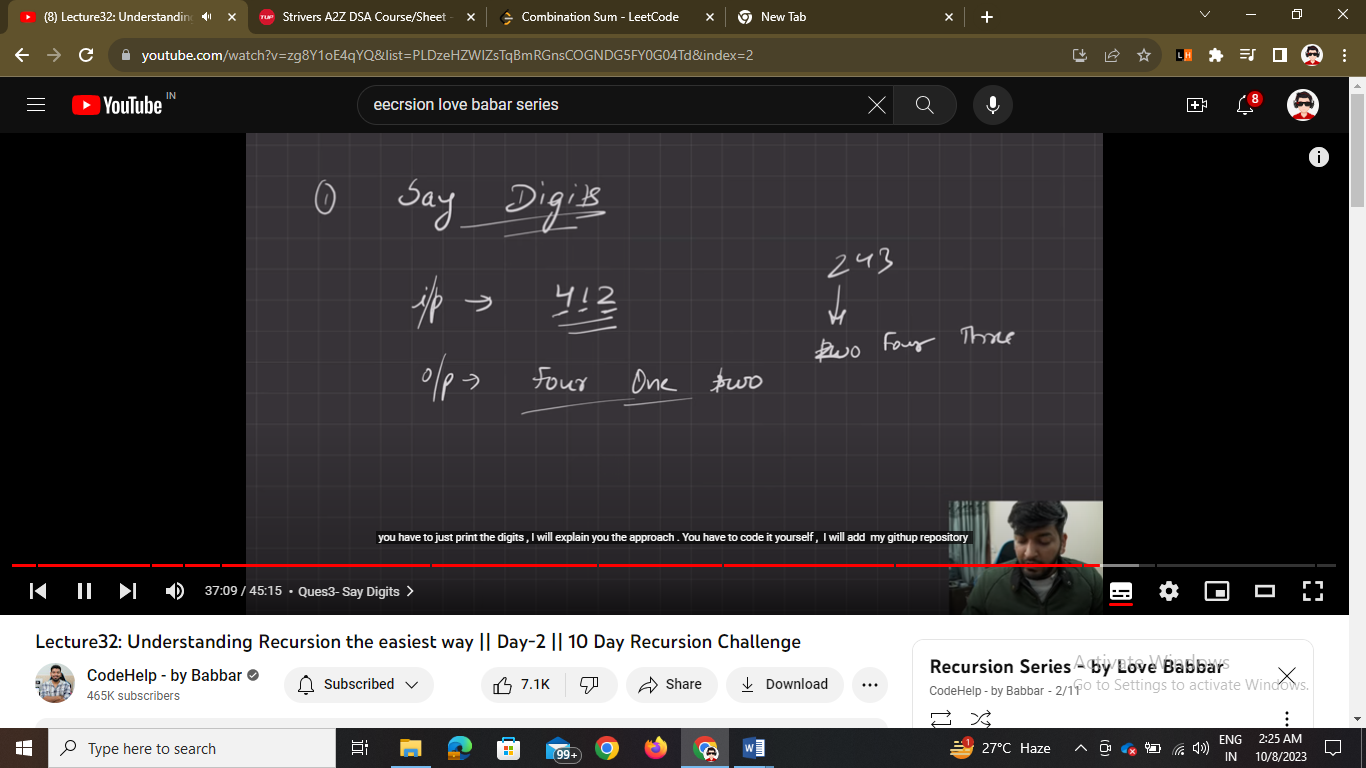 (8) Lecture32: Understandin
Strivers A2Z DSA Course/Sheet -
Combination Sum - LeetCode
New Tab
youtube.com/watch?v=zg8Y1oE4qYQ&list=PLDzeHZWIZsTqBmRGnsCOGNDG5FY0G04Td&index=2
YouTube IN
eecrsion love babar series
8
① Say Digits
243
i/p → 412
Two Four Three
o/p → Four One two
you have to just print the digits , I will explain you the approach . You have to code it yourself , I will add my githup repository
37:09 / 45:15 • Ques3- Say Digits
Lecture32: Understanding Recursion the easiest way || Day-2 || 10 Day Recursion Challenge
CodeHelp - by Babbar
465K subscribers
Subscribed
7.1K
Share
Download
Recursion Series - by Love Babbar
CodeHelp - by Babbar - 2/11
Activate Windows
Go to Settings to activate Windows.
Type here to search
99+
1
27°C Haze
ENG
IN
2:25 AM
10/8/2023